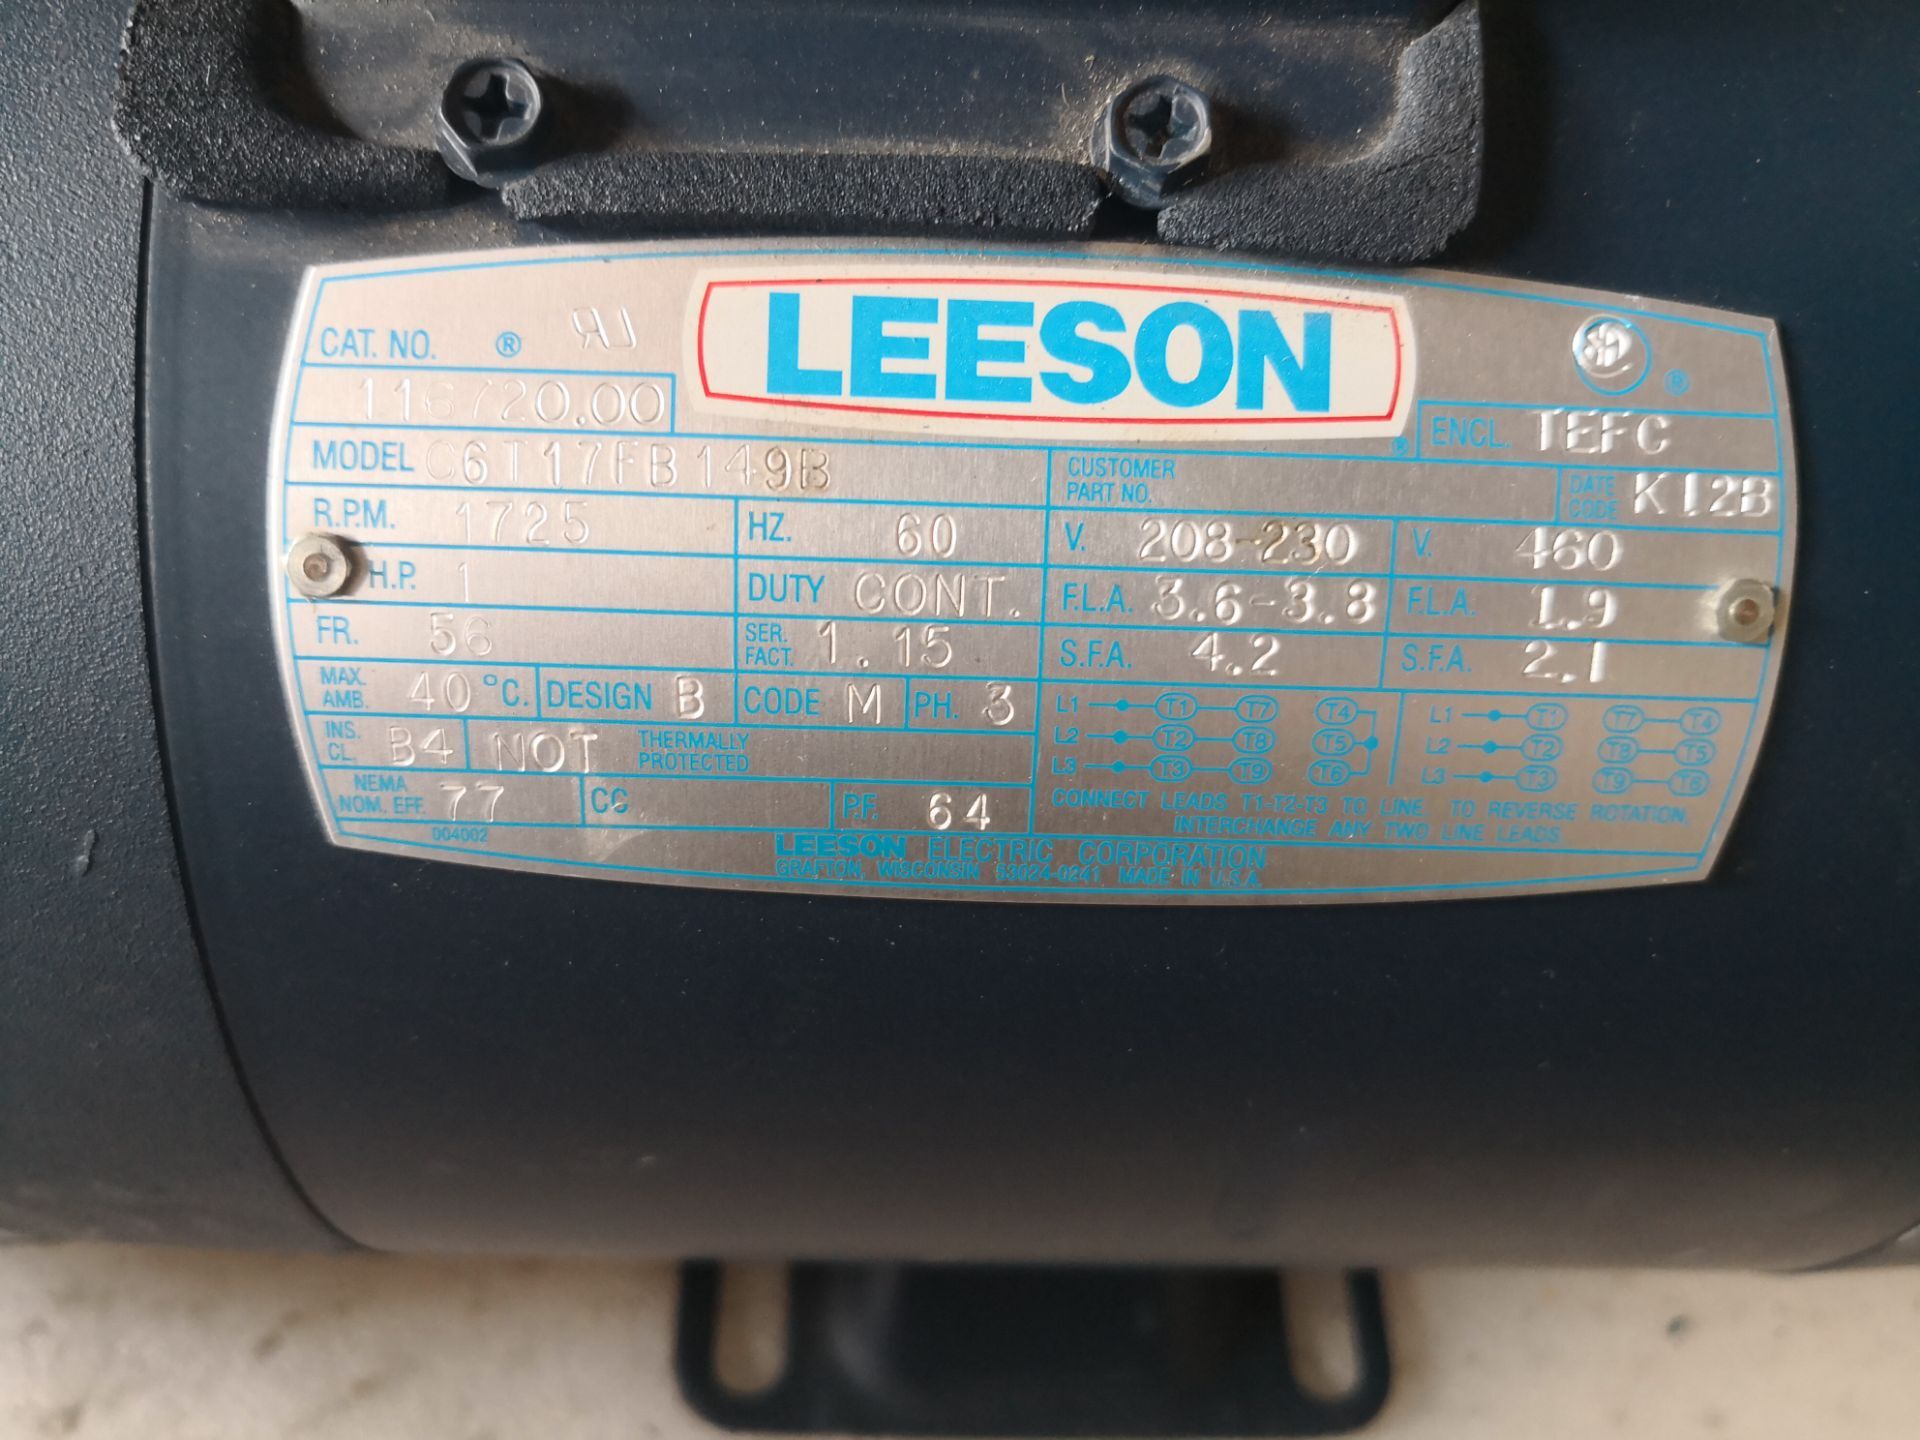 LEESON ®
CAT. NO. ®
116720.00
ENCL. TEFC
MODEL C6T17FB149B
CUSTOMER PART NO.
DATE CODE K12B
R.P.M. 1725 HZ. 60 V. 208-230 V. 460
H.P. 1 DUTY CONT. F.L.A. 3.6-3.8 F.L.A. 1.9
FR. 56 SER. FACT. 1.15 S.F.A. 4.2 S.F.A. 2.1
MAX. AMB. 40 °C. DESIGN B CODE M PH. 3
INS. CL. B4 NOT THERMALLY PROTECTED
NEMA NOM. EFF. 77 CC P.F. 64
L1 T1 T7 T4 L1 T1 T7 T4
L2 T2 T8 T5 L2 T2 T8 T5
L3 T3 T9 T6 L3 T3 T9 T6
CONNECT LEADS T1-T2-T3 TO LINE. TO REVERSE ROTATION,
INTERCHANGE ANY TWO LINE LEADS
004002
LEESON ELECTRIC CORPORATION
GRAFTON, WISCONSIN 53024-0241 MADE IN U.S.A.